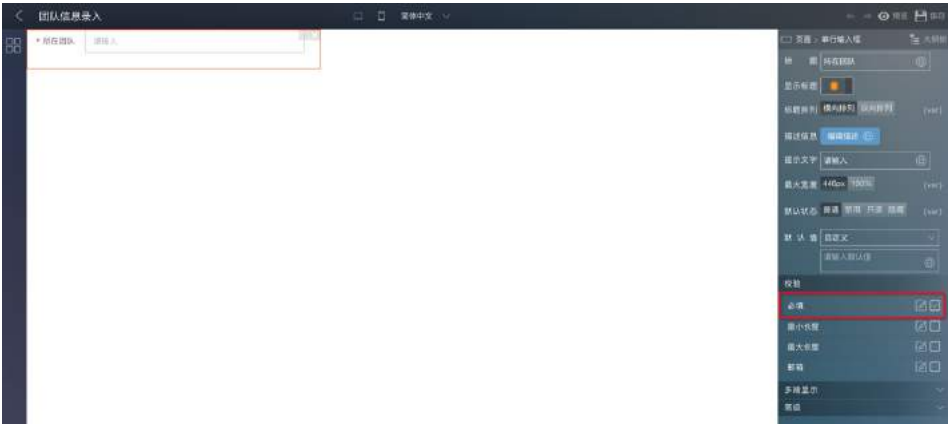 团队信息录入
简体中文
预览
保存
* 所在团队 请输入
页面 > 单行输入框
大纲树
标 题 所在团队
显示标题
标题排列 横向排列 纵向排列 (var)
描述信息 编辑描述
提示文字 请输入
最大宽度 440px 100% (var)
默认状态 普通 禁用 只读 隐藏 (var)
默 认 值 自定义
请输入默认值
校验
必填
最小长度
最大长度
邮箱
多端显示
高级